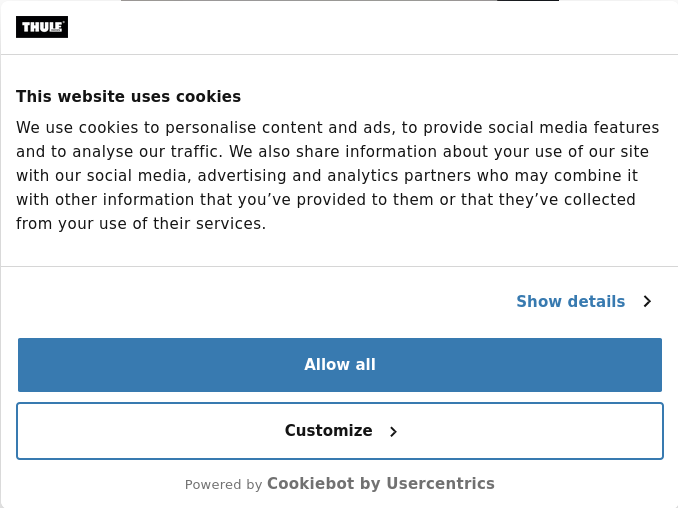 THULE
This website uses cookies
We use cookies to personalise content and ads, to provide social media features
and to analyse our traffic. We also share information about your use of our site
with our social media, advertising and analytics partners who may combine it
with other information that you’ve provided to them or that they’ve collected
from your use of their services.
Show details
Allow all
Customize
Powered by Cookiebot by Usercentrics